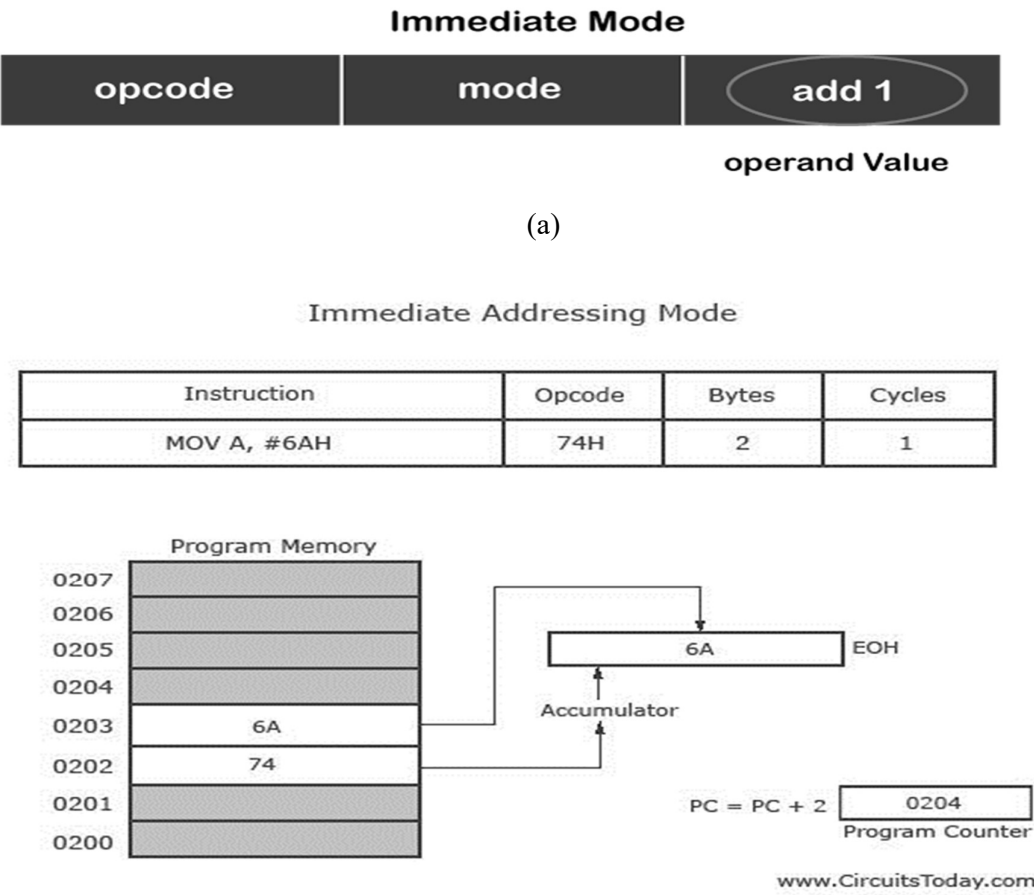 Immediate Mode
opcode mode add 1
operand Value
(a)
Immediate Addressing Mode
Instruction Opcode Bytes Cycles
MOV A, #6AH 74H 2 1
Program Memory
0207
0206
0205
6A EOH
0204
Accumulator
0203 6A
0202 74
0201
PC = PC + 2 0204
Program Counter
0200
www.CircuitsToday.com